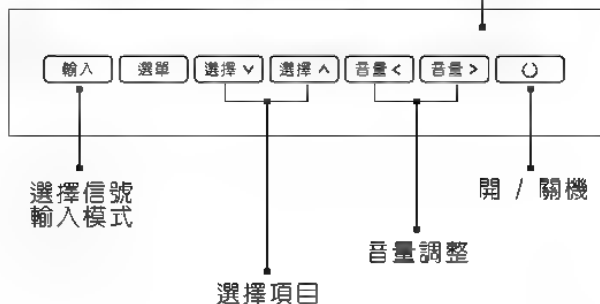 輸入 選單 選擇 ∨ 選擇 ∧ 音量 < 音量 >
選擇信號
輸入模式
開 / 關機
音量調整
選擇項目